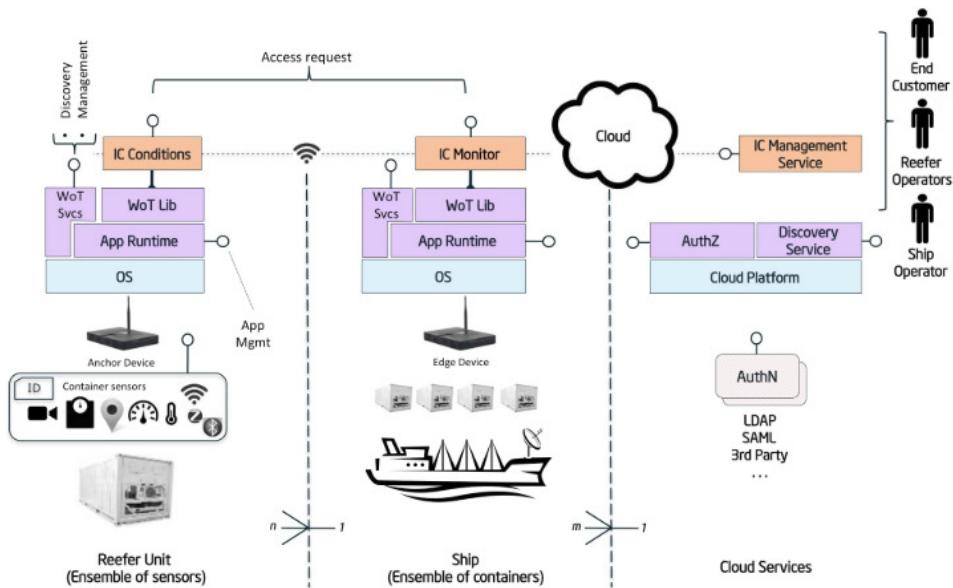 Access request
Discovery
Management
IC Conditions
IC Monitor
Cloud
IC Management
Service
End
Customer
Reefer
Operators
Ship
Operator
WoT
Svcs
WoT Lib
App Runtime
OS
WoT
Svcs
WoT Lib
App Runtime
OS
AuthZ
Discovery
Service
Cloud Platform
App
Mgmt
Anchor Device
Edge Device
ID
Container sensors
AuthN
LDAP
SAML
3rd Party
...
n
1
m
1
Reefer Unit
(Ensemble of sensors)
Ship
(Ensemble of containers)
Cloud Services